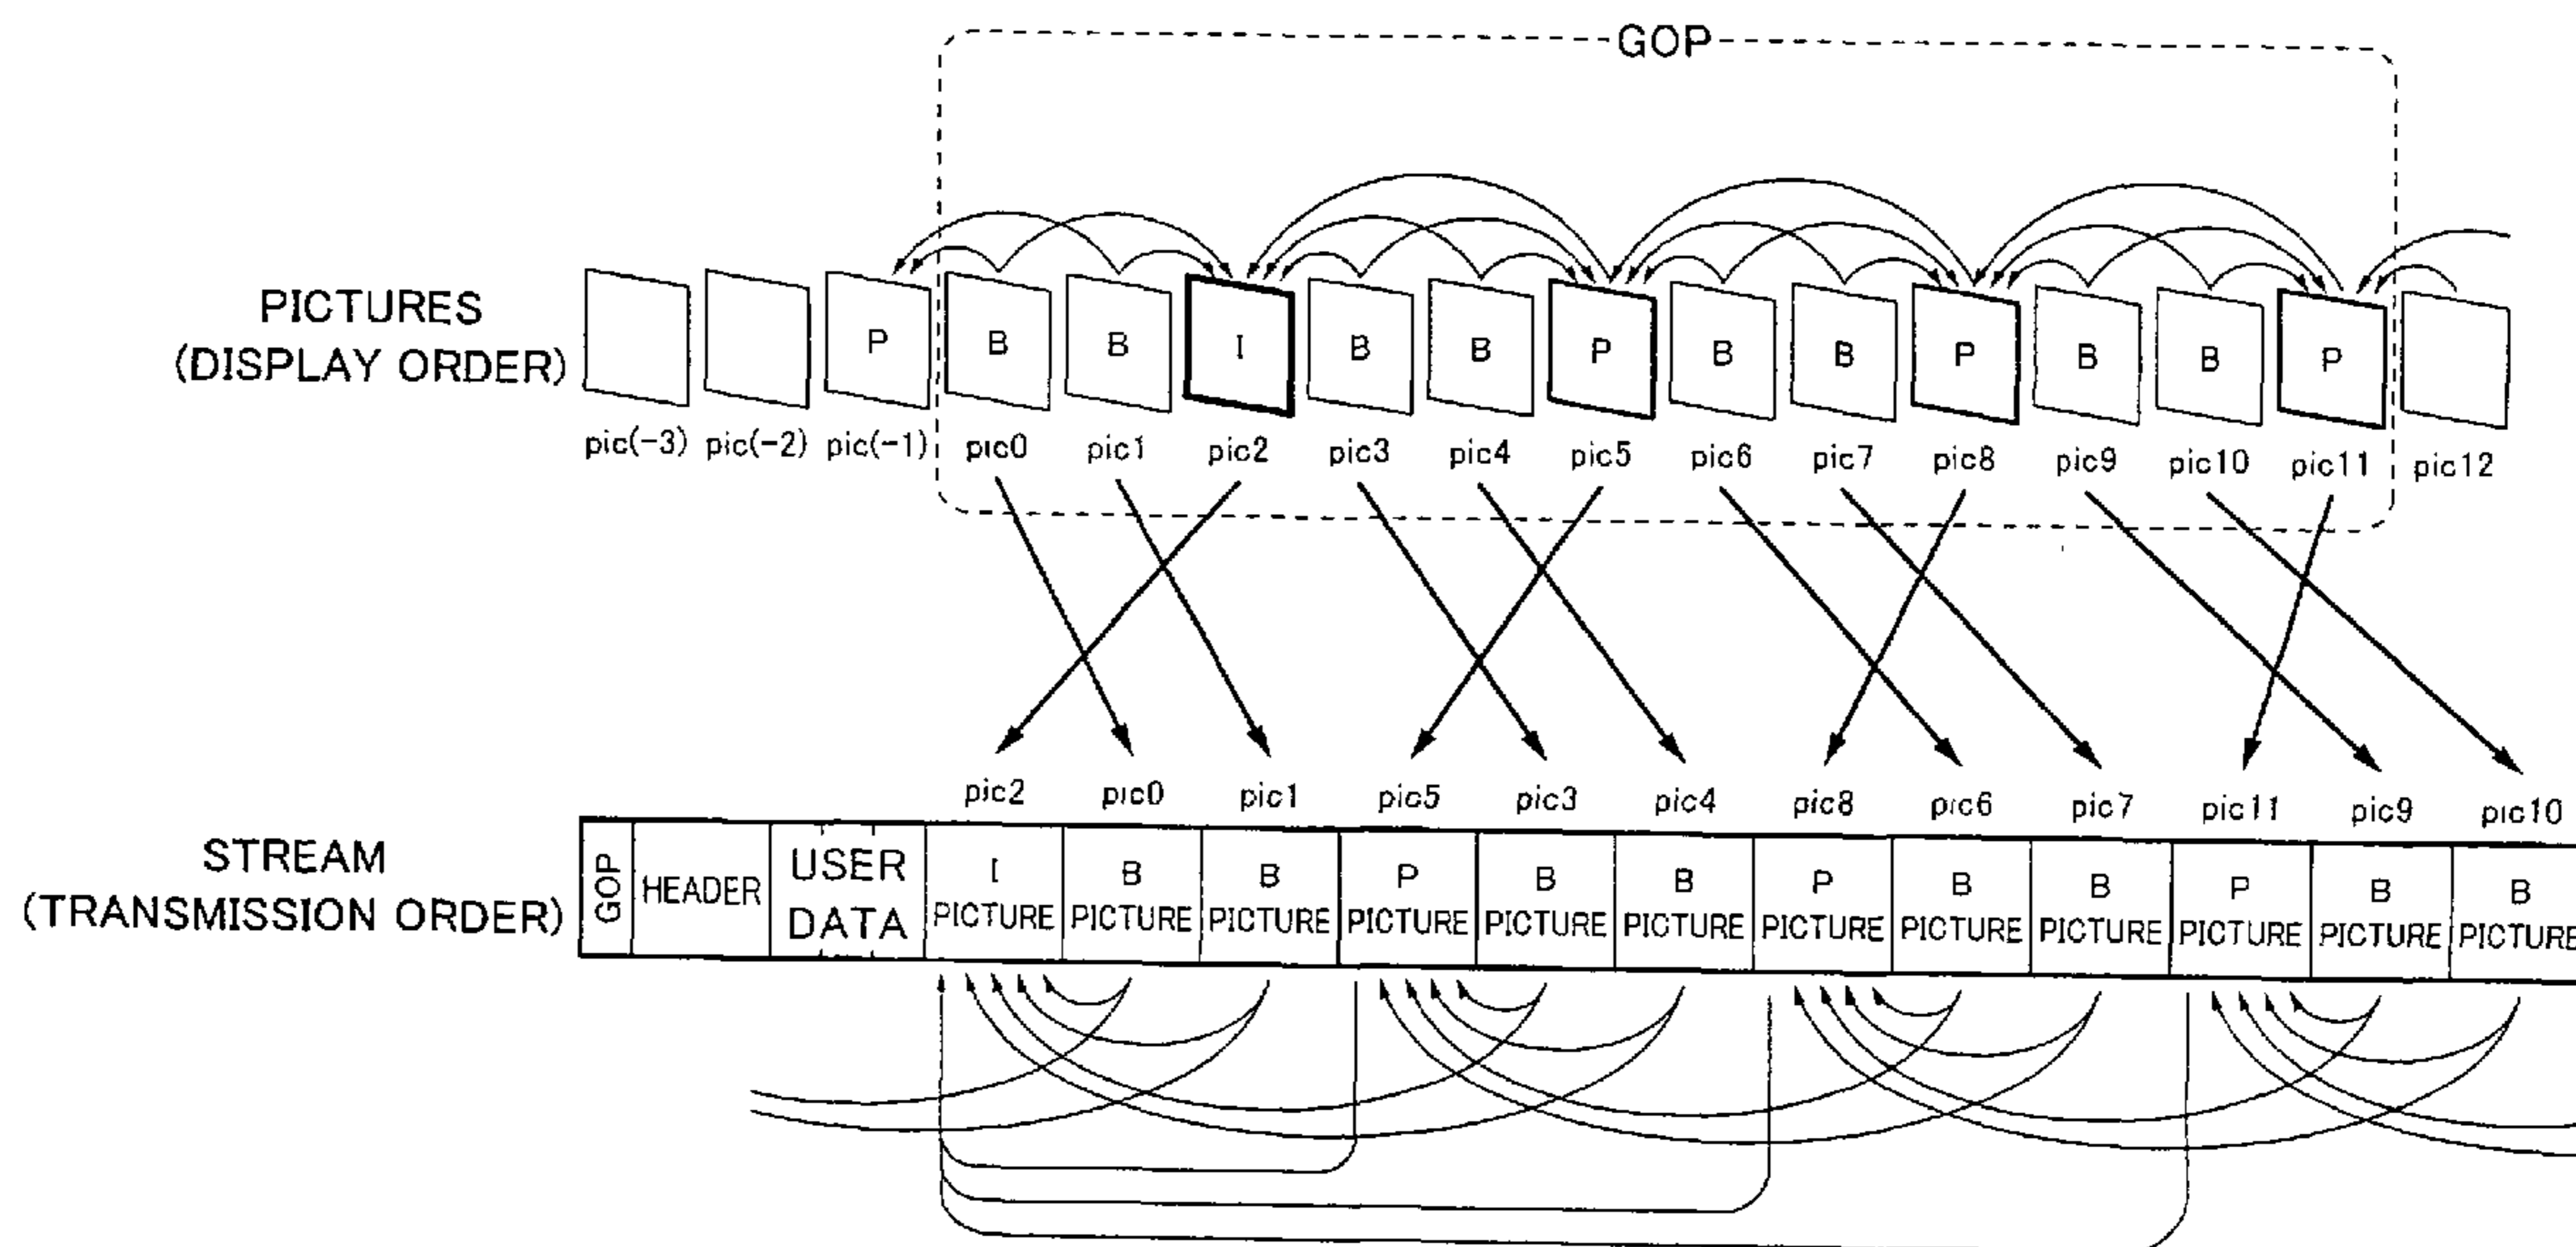 GOP
PICTURES
(DISPLAY ORDER)
P B B I B B P B B P B B P
pic(-3) pic(-2) pic(-1) pic0 pic1 pic2 pic3 pic4 pic5 pic6 pic7 pic8 pic9 pic10 pic11 pic12
pic2 pic0 pic1 pic5 pic3 pic4 pic8 pic6 pic7 pic11 pic9 pic10
STREAM
(TRANSMISSION ORDER)
GOP
HEADER
USER
DATA
I
PICTURE
B
PICTURE
B
PICTURE
P
PICTURE
B
PICTURE
B
PICTURE
P
PICTURE
B
PICTURE
B
PICTURE
P
PICTURE
B
PICTURE
B
PICTURE